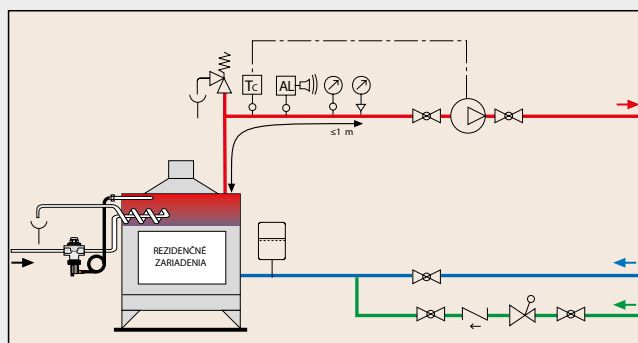 Tc
AL
≤1 m
REZIDENČNÉ
ZARIADENIA